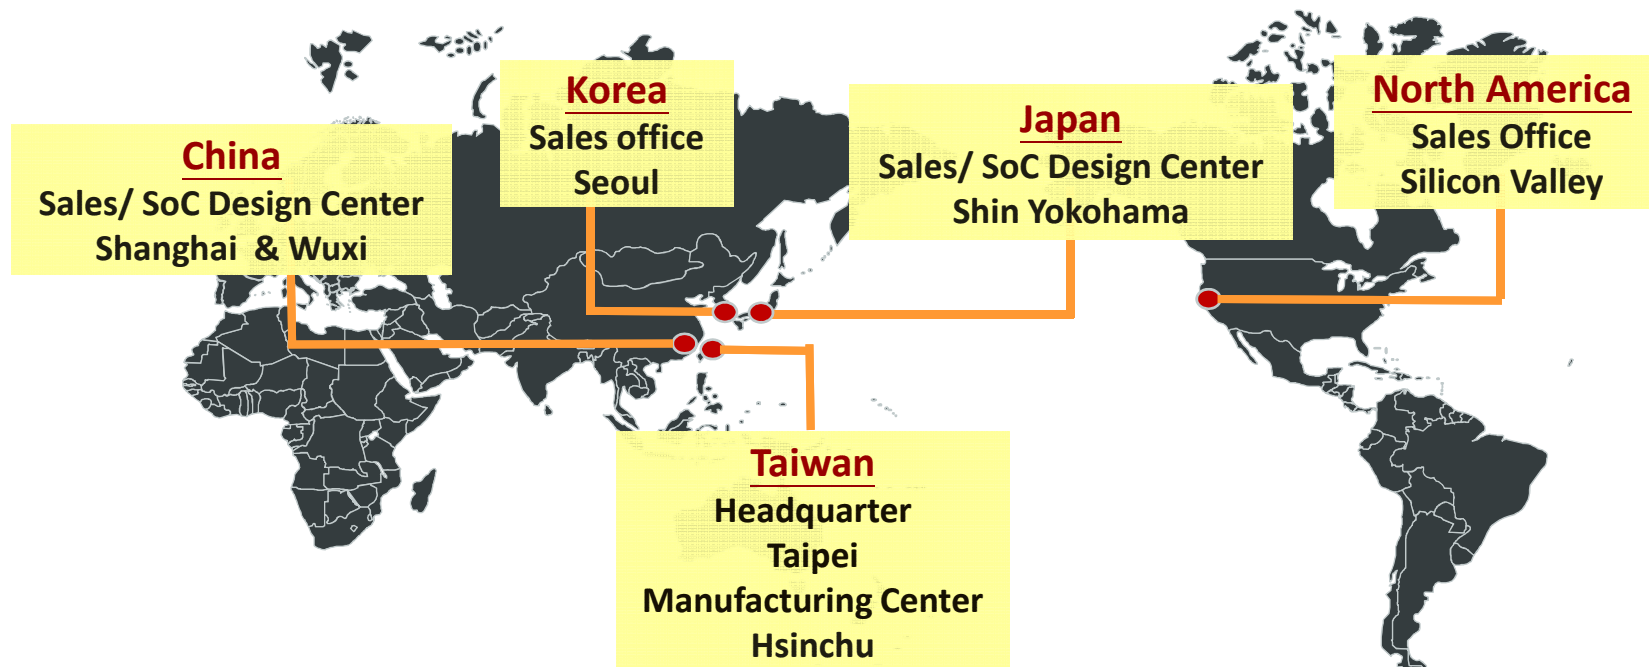 China
Sales/ SoC Design Center
Shanghai & Wuxi
Korea
Sales office
Seoul
Japan
Sales/ SoC Design Center
Shin Yokohama
North America
Sales Office
Silicon Valley
Taiwan
Headquarter
Taipei
Manufacturing Center
Hsinchu